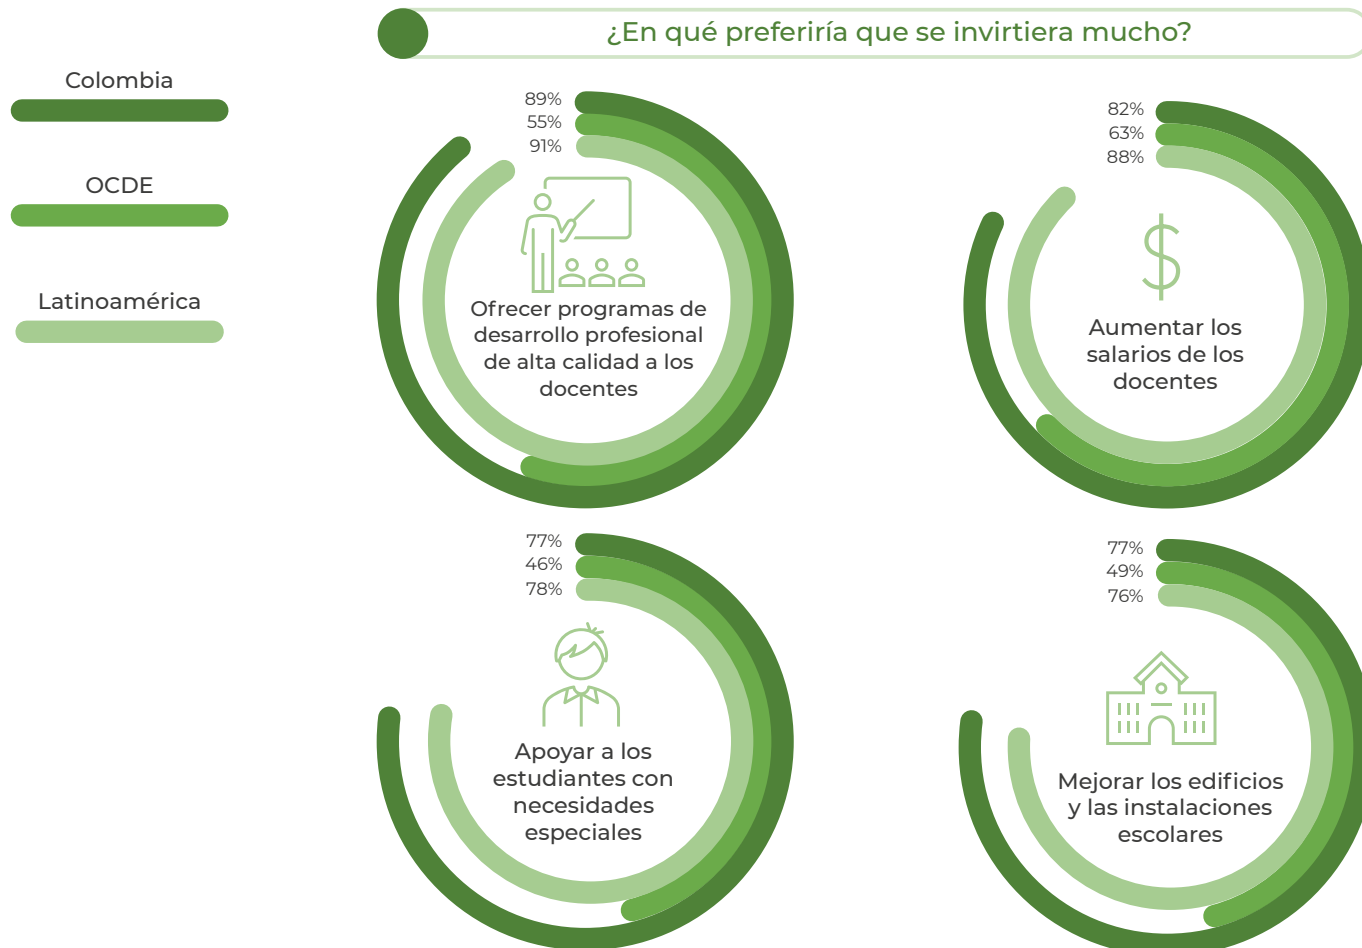 ¿En qué preferiría que se invirtiera mucho?
Colombia
OCDE
Latinoamérica
89%
55%
91%
Ofrecer programas de
desarrollo profesional
de alta calidad a los
docentes
82%
63%
88%
$
Aumentar los
salarios de los
docentes
77%
46%
78%
Apoyar a los
estudiantes con
necesidades
especiales
77%
49%
76%
Mejorar los edificios
y las instalaciones
escolares